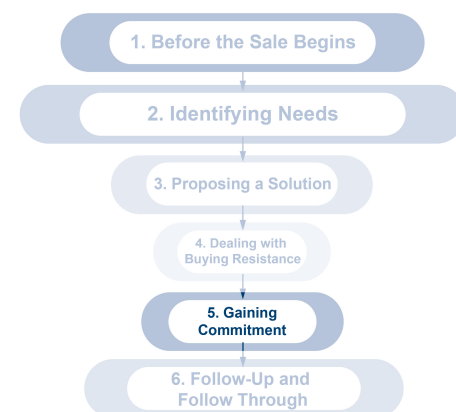 1. Before the Sale Begins
2. Identifying Needs
3. Proposing a Solution
4. Dealing with
Buying Resistance
5. Gaining
Commitment
6. Follow-Up and
Follow Through